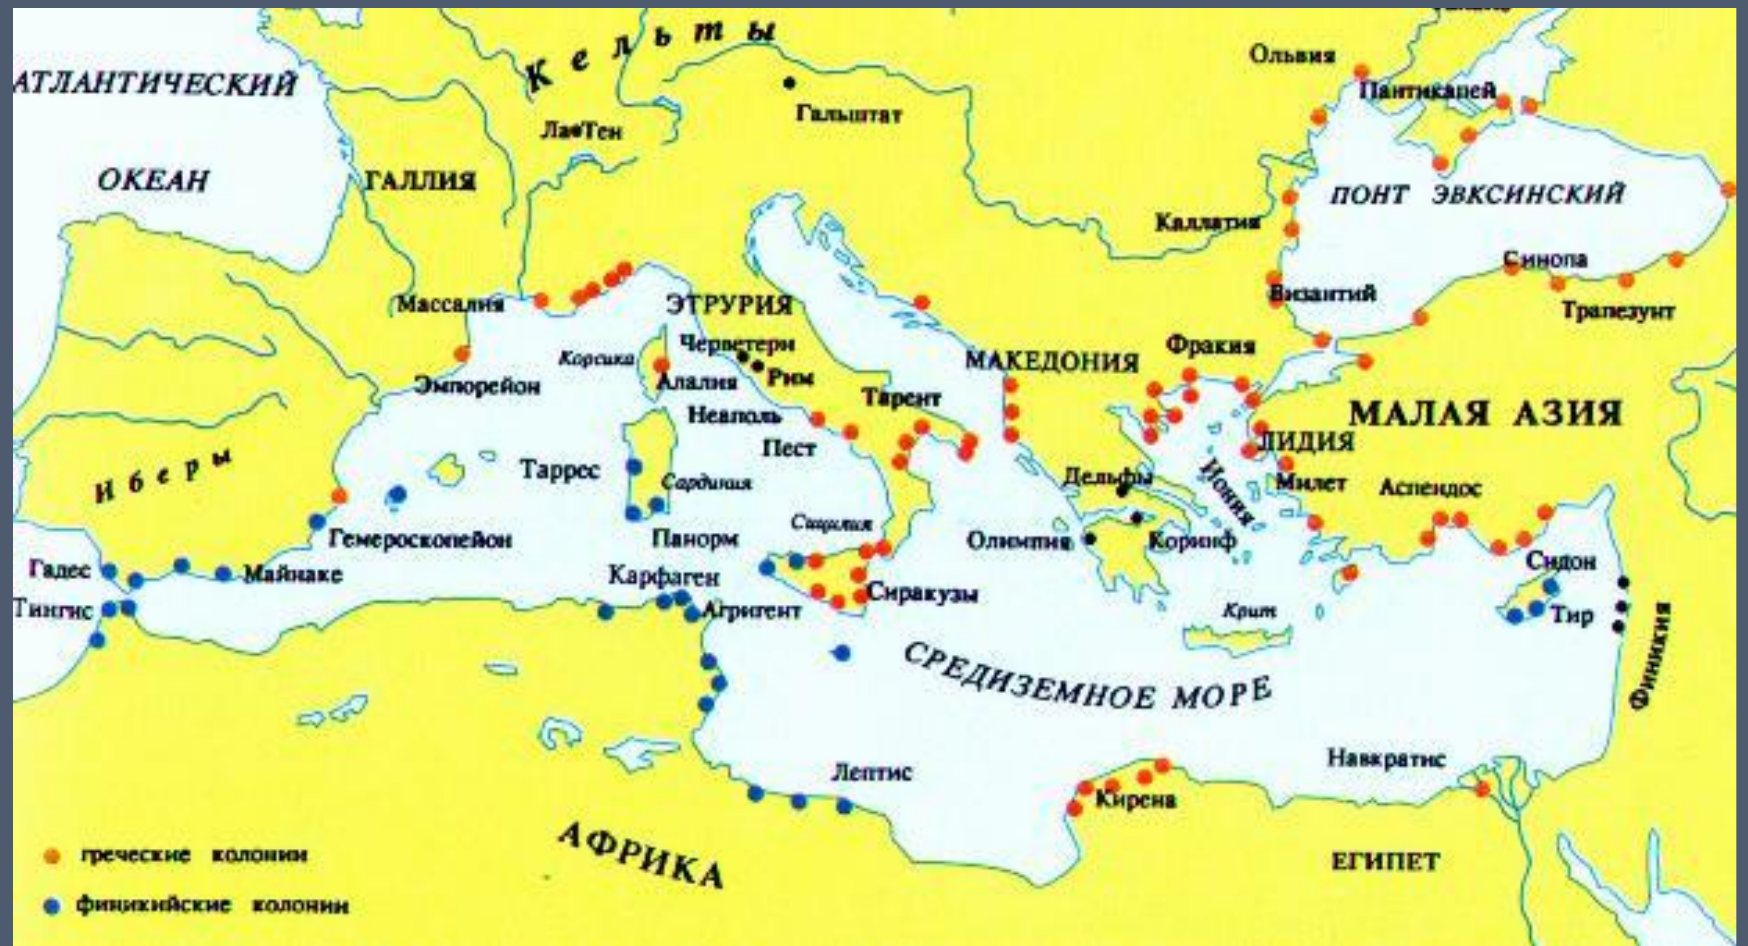 Кельты
Ольвия
АТЛАНТИЧЕСКИЙ
Пантикапей
Гальштат
Ла Тен
ОКЕАН
ГАЛЛИЯ
ПОНТ ЭВКСИНСКИЙ
Каллатия
Синопа
Массалия
ЭТРУРИЯ
Византий
Трапезунт
Черветери
Фракия
Корсика
МАКЕДОНИЯ
Эмпорейон
Алалия
Рим
Тарент
Неаполь
МАЛАЯ АЗИЯ
Пест
ЛИДИЯ
Иберы
Таррес
Сардиния
Дельфы
Иония
Милет
Аспендос
Сицилия
Гемероскопейон
Панорм
Олимпия
Коринф
Гадес
Майнаке
Карфаген
Сидон
Тингис
Агригент
Сиракузы
Крит
Тир
Финикия
СРЕДИЗЕМНОЕ МОРЕ
Лептис
Навкратис
Кирена
АФРИКА
ЕГИПЕТ
греческие колонии
финикийские колонии